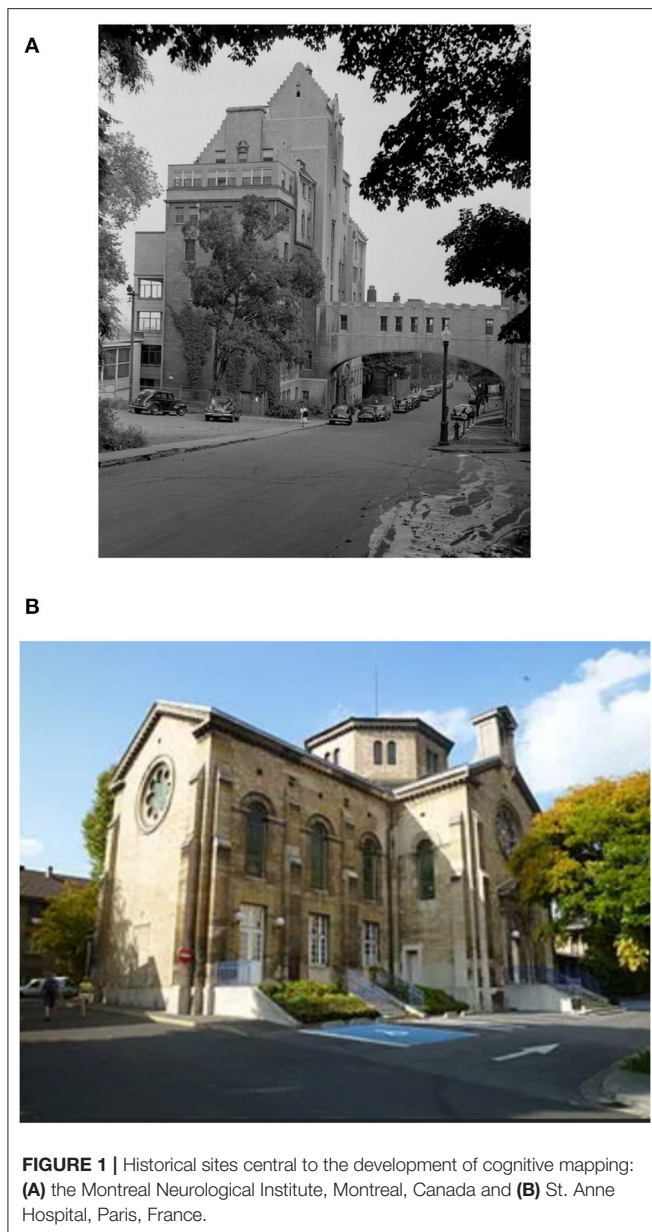 A
B
FIGURE 1 | Historical sites central to the development of cognitive mapping:
(A) the Montreal Neurological Institute, Montreal, Canada and (B) St. Anne
Hospital, Paris, France.